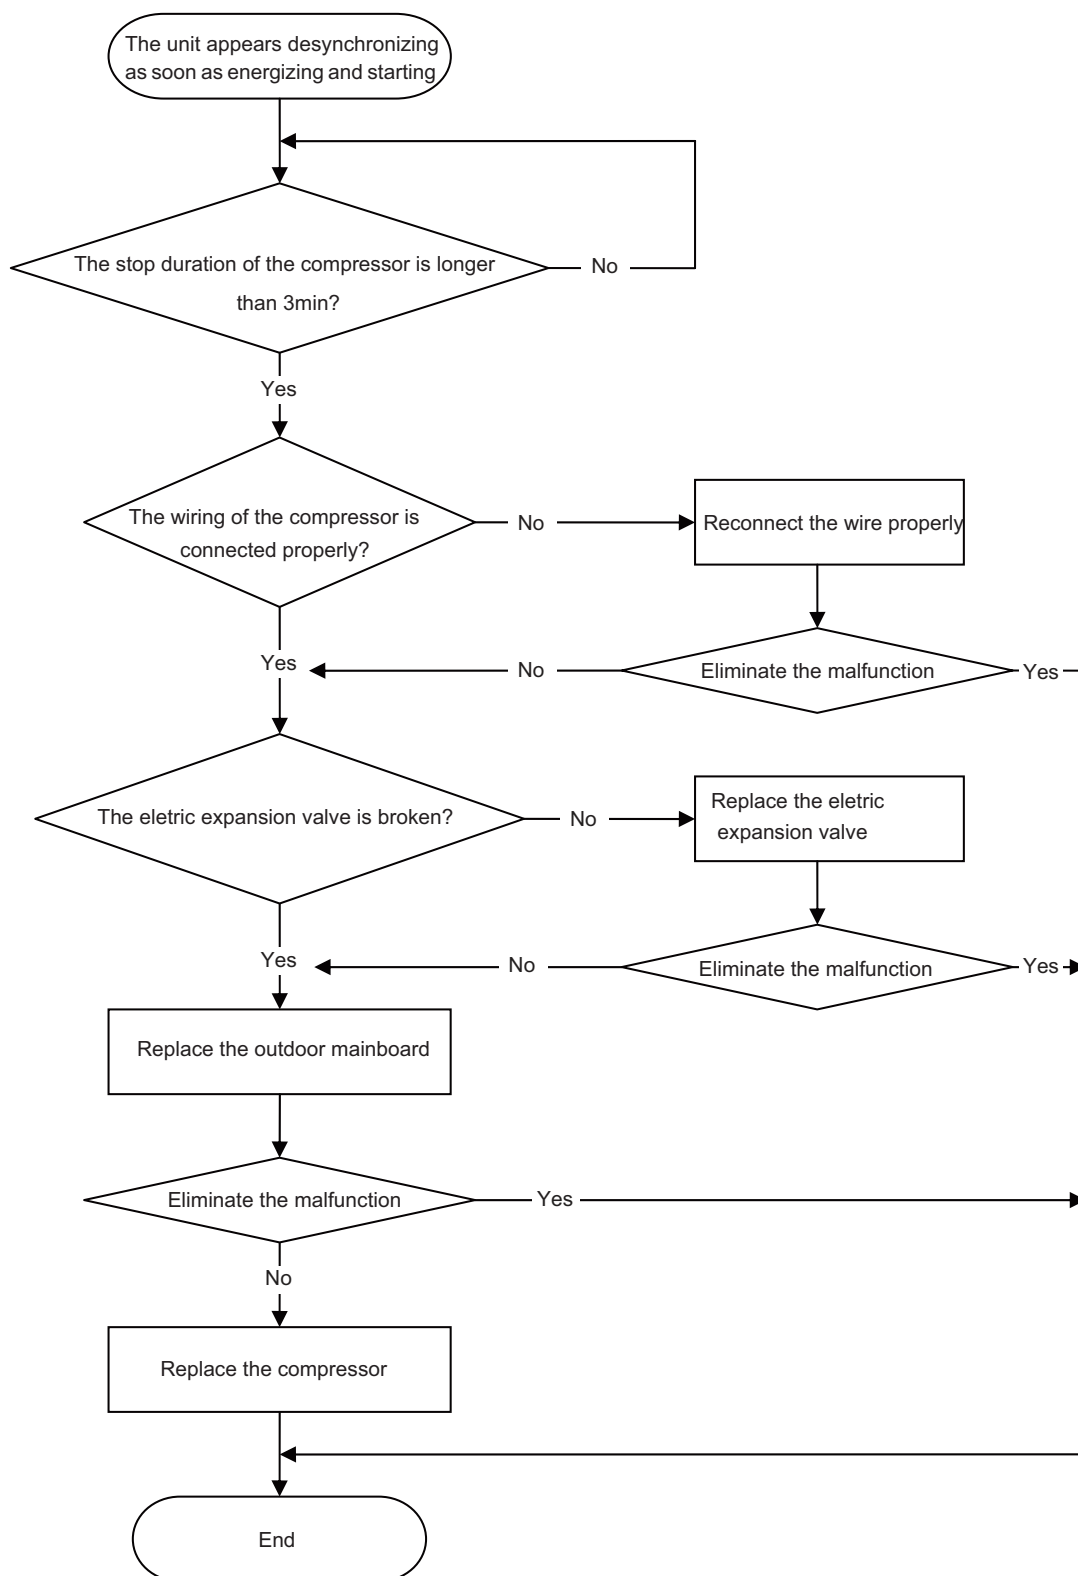 The unit appears desynchronizing
as soon as energizing and starting
The stop duration of the compressor is longer
than 3min?
No
Yes
The wiring of the compressor is
connected properly?
No
Reconnect the wire properly
Yes
No
Eliminate the malfunction
Yes
The eletric expansion valve is broken?
No
Replace the eletric
expansion valve
Yes
No
Eliminate the malfunction
Yes
Replace the outdoor mainboard
Eliminate the malfunction
Yes
No
Replace the compressor
End